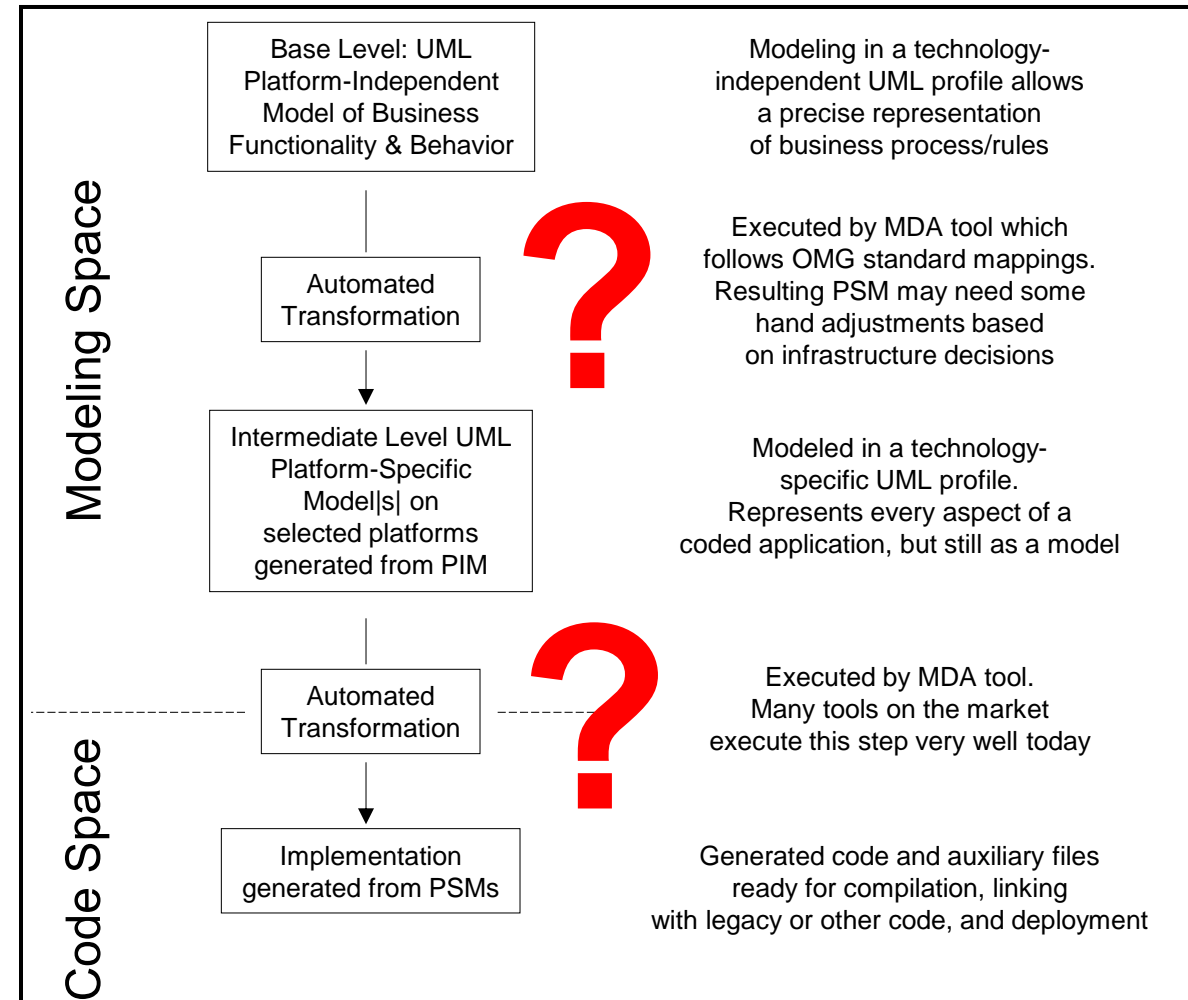 Modeling Space
Base Level: UML
Platform-Independent
Model of Business
Functionality & Behavior
Modeling in a technology-
independent UML profile allows
a precise representation
of business process/rules
Automated
Transformation
?
Executed by MDA tool which
follows OMG standard mappings.
Resulting PSM may need some
hand adjustments based
on infrastructure decisions
Intermediate Level UML
Platform-Specific
Model|s| on
selected platforms
generated from PIM
Modeled in a technology-
specific UML profile.
Represents every aspect of a
coded application, but still as a model
Automated
Transformation
?
Executed by MDA tool.
Many tools on the market
execute this step very well today
Code Space
Implementation
generated from PSMs
Generated code and auxiliary files
ready for compilation, linking
with legacy or other code, and deployment